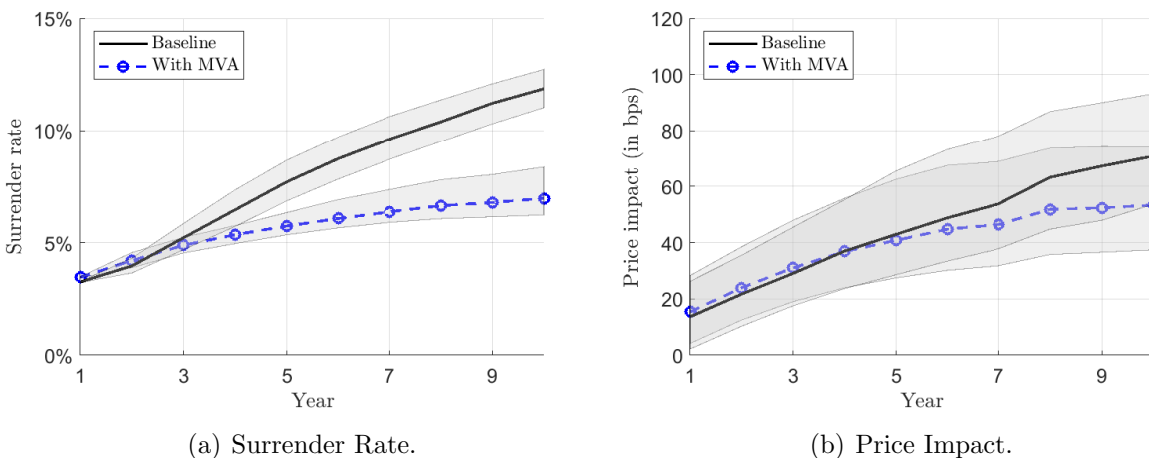 15%
10%
5%
0%
Surrender rate
Baseline
With MVA
1
3
5
7
9
Year
(a) Surrender Rate.
120
100
80
60
40
20
0
Price impact (in bps)
Baseline
With MVA
1
3
5
7
9
Year
(b) Price Impact.